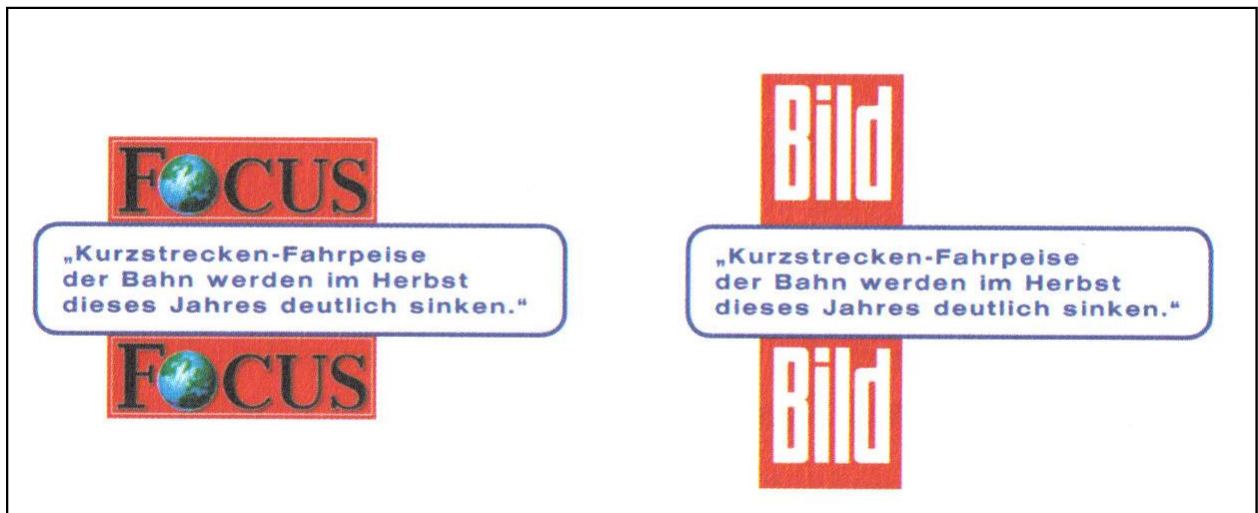 FOCUS
„Kurzstrecken-Fahrpeise
der Bahn werden im Herbst
dieses Jahres deutlich sinken.“
FOCUS
Bild
„Kurzstrecken-Fahrpeise
der Bahn werden im Herbst
dieses Jahres deutlich sinken.“
Bild